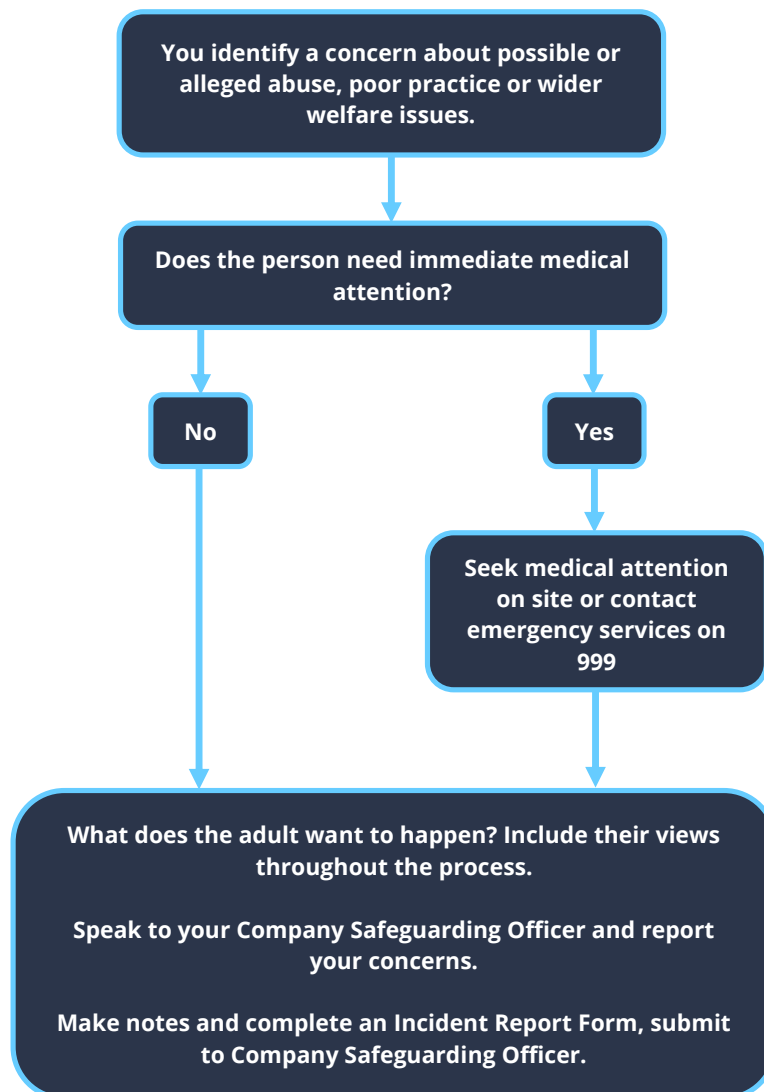 You identify a concern about possible or
alleged abuse, poor practice or wider
welfare issues.
Does the person need immediate medical
attention?
No
Yes
Seek medical attention
on site or contact
emergency services on
999
What does the adult want to happen? Include their views
throughout the process.
Speak to your Company Safeguarding Officer and report
your concerns.
Make notes and complete an Incident Report Form, submit
to Company Safeguarding Officer.